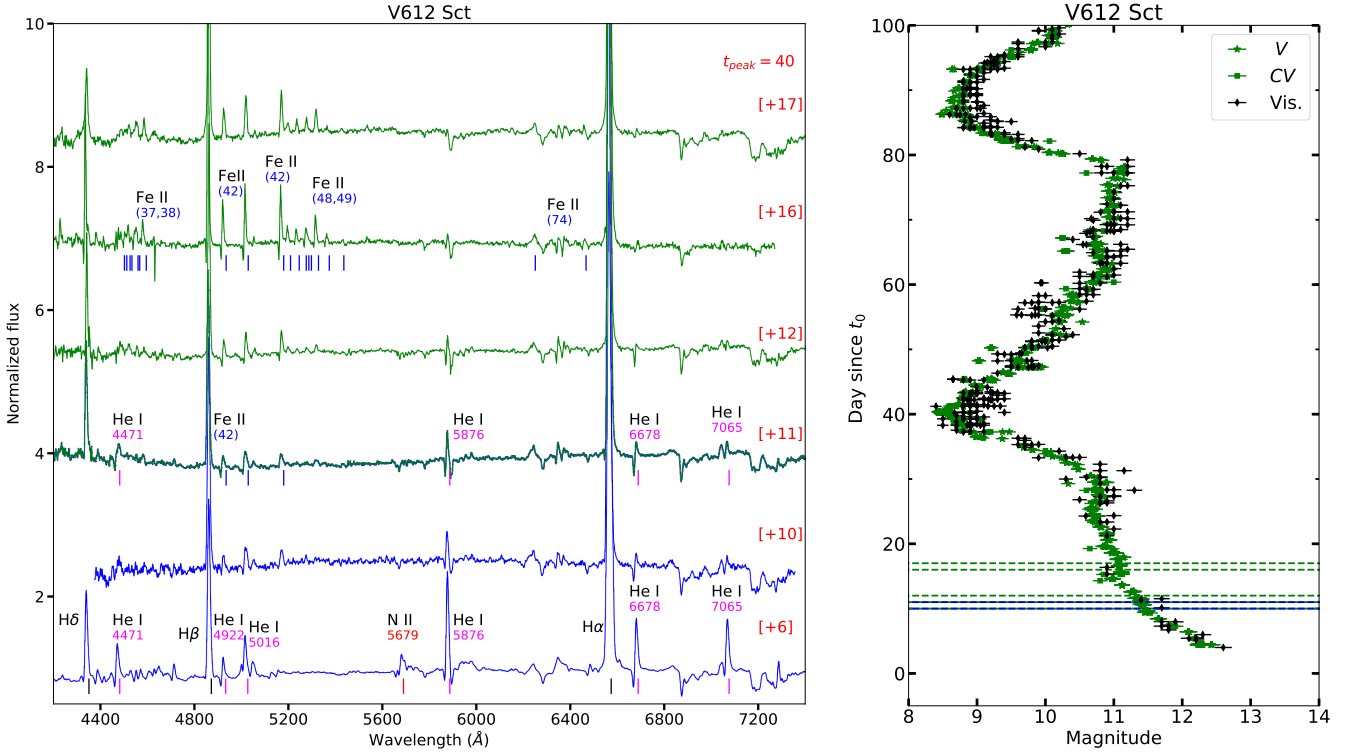 V612 Sct
10
8
6
4
2
Normalized flux
t_peak = 40
[+17]
Fe II
(37,38)
FeII
(42)
Fe II
(42)
Fe II
(48,49)
Fe II
(74)
[+16]
[+12]
He I
4471
Fe II
(42)
He I
5876
He I
6678
He I
7065
[+11]
[+10]
Hδ
He I
4471
Hβ
He I
4922
He I
5016
N II
5679
He I
5876
Hα
He I
6678
He I
7065
[+6]
4400 4800 5200 5600 6000 6400 6800 7200
Wavelength (Å)
V612 Sct
V
CV
Vis.
100
80
60
40
20
0
Day since t₀
8 9 10 11 12 13 14
Magnitude